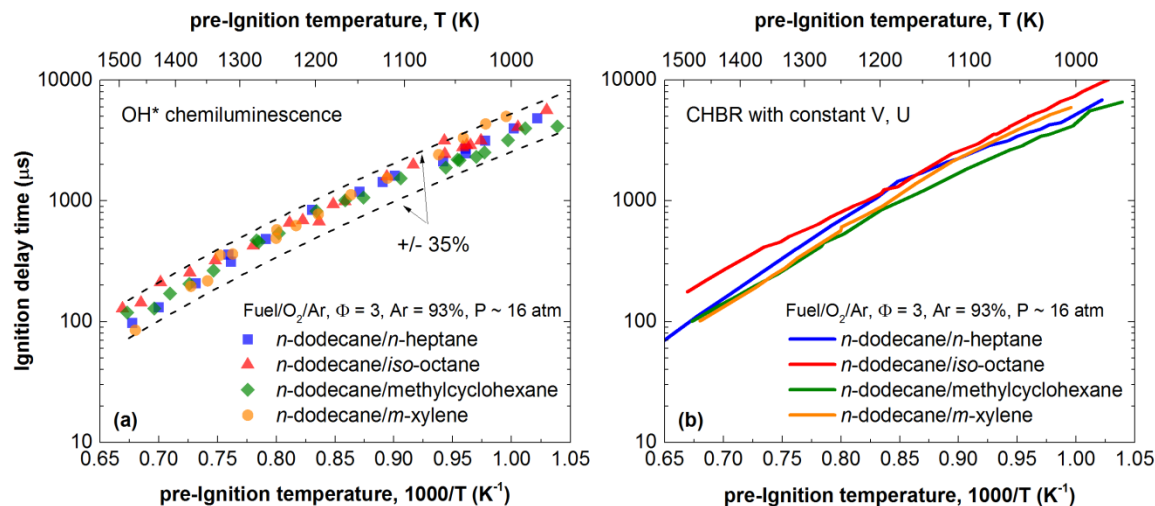 pre-Ignition temperature, T (K)
1500 1400 1300 1200 1100 1000
Ignition delay time (µs)
10000
1000
100
10
OH* chemiluminescence
+/- 35%
Fuel/O₂/Ar, Φ = 3, Ar = 93%, P ~ 16 atm
n-dodecane/n-heptane
n-dodecane/iso-octane
n-dodecane/methylcyclohexane
n-dodecane/m-xylene
(a)
0.65 0.70 0.75 0.80 0.85 0.90 0.95 1.00 1.05
pre-Ignition temperature, 1000/T (K⁻¹)
pre-Ignition temperature, T (K)
1500 1400 1300 1200 1100 1000
10000
1000
100
10
CHBR with constant V, U
Fuel/O₂/Ar, Φ = 3, Ar = 93%, P ~ 16 atm
n-dodecane/n-heptane
n-dodecane/iso-octane
n-dodecane/methylcyclohexane
n-dodecane/m-xylene
(b)
0.65 0.70 0.75 0.80 0.85 0.90 0.95 1.00 1.05
pre-Ignition temperature, 1000/T (K⁻¹)